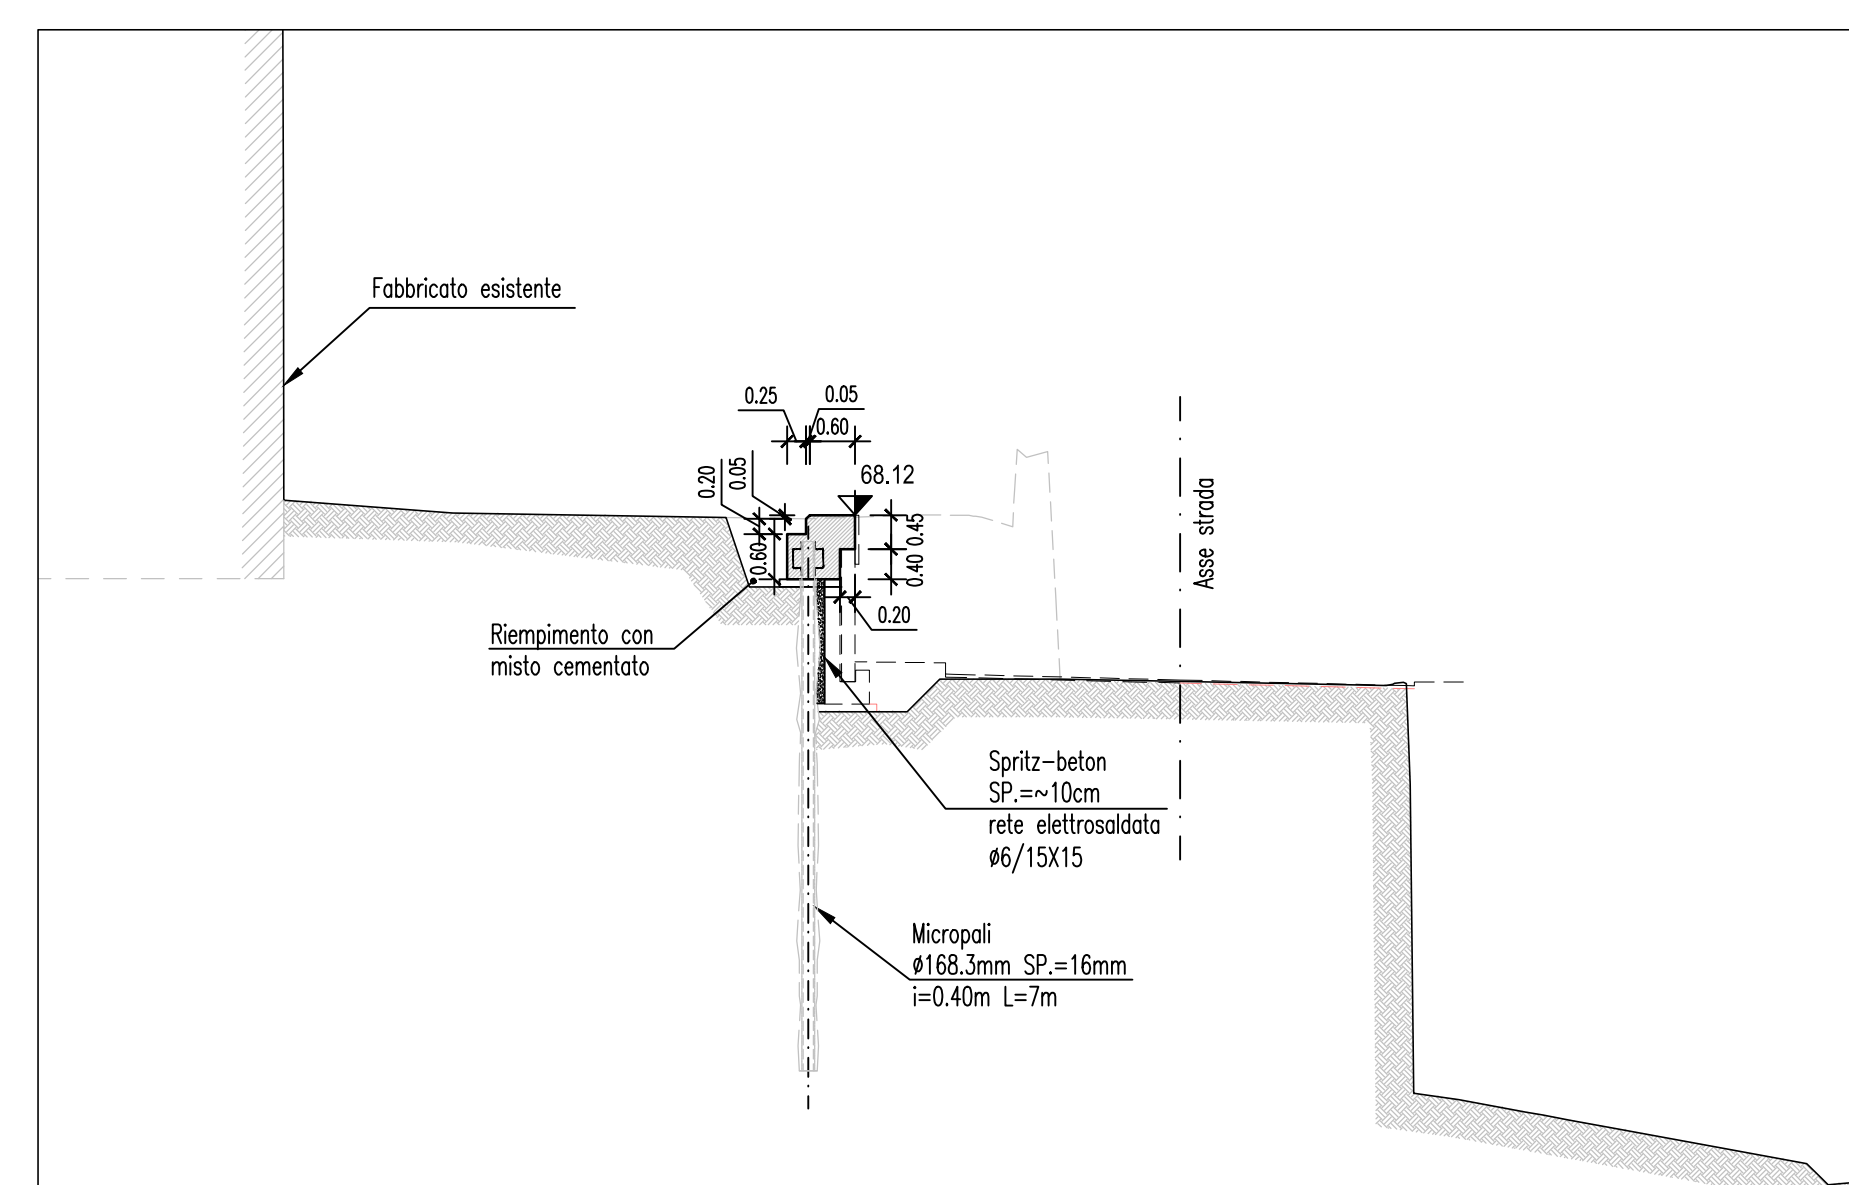 Fabbricato esistente
0.25
0.05
0.60
0.20
0.05
68.12
0.60
0.45
0.40
0.20
Asse strada
Riempimento con
misto cementato
Spritz-beton
SP.=~10cm
rete elettrosaldata
ø6/15X15
Micropali
ø168.3mm SP.=16mm
i=0.40m L=7m